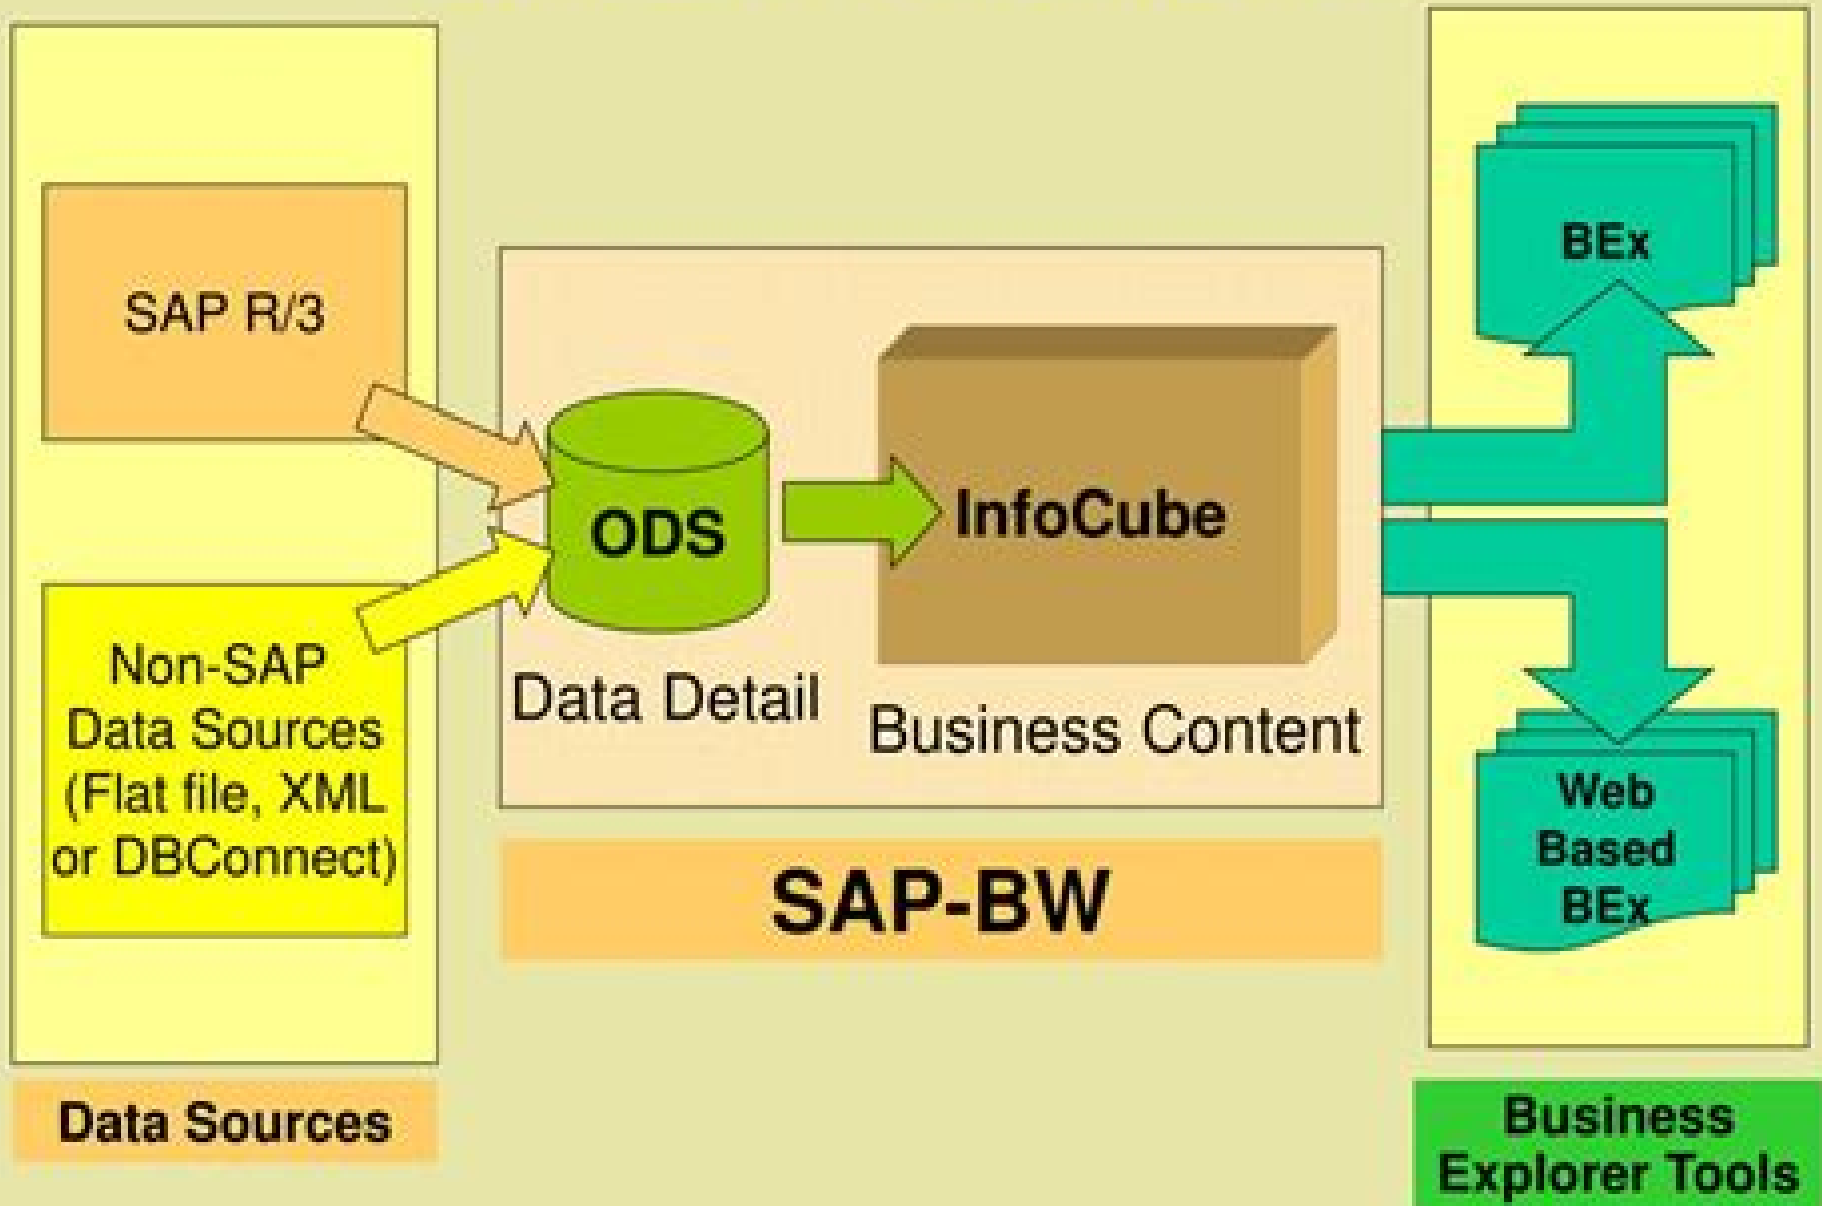 SAP R/3
Non-SAP
Data Sources
(Flat file, XML
or DBConnect)
Data Sources
ODS
Data Detail
InfoCube
Business Content
SAP-BW
BEx
Web
Based
BEx
Business
Explorer Tools